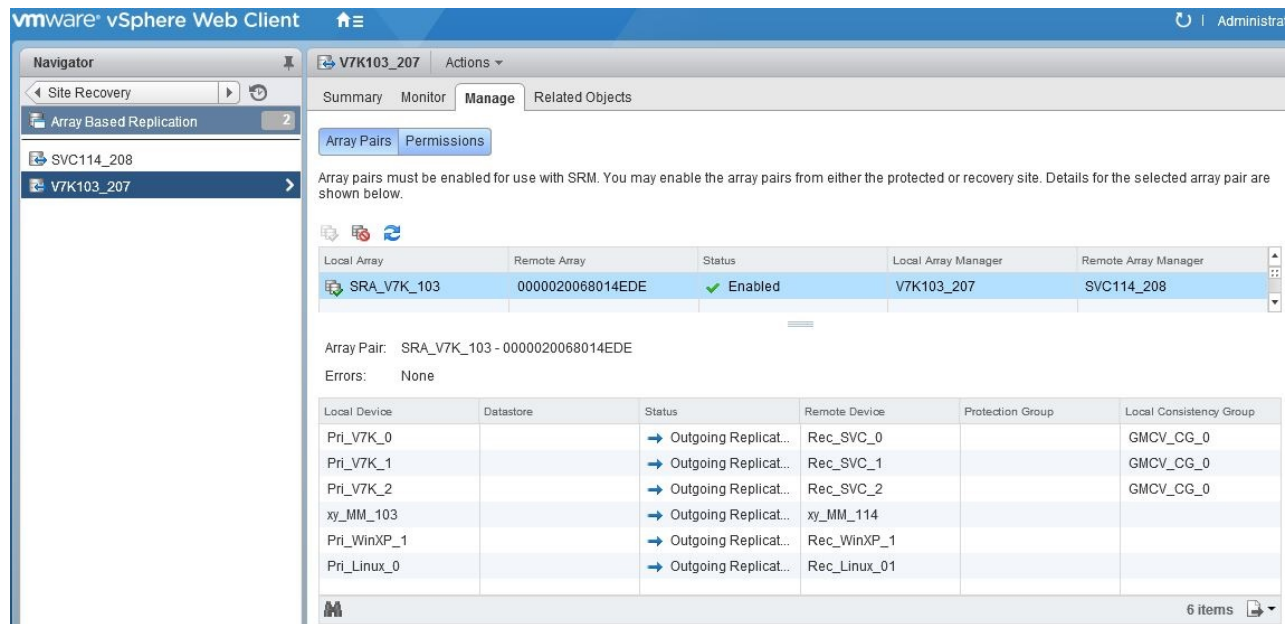 vmware® vSphere Web Client
Administra
Navigator
Site Recovery
Array Based Replication 2
SVC114_208
V7K103_207
V7K103_207 Actions
Summary Monitor Manage Related Objects
Array Pairs Permissions
Array pairs must be enabled for use with SRM. You may enable the array pairs from either the protected or recovery site. Details for the selected array pair are
shown below.
Local Array Remote Array Status Local Array Manager Remote Array Manager
SRA_V7K_103 0000020068014EDE Enabled V7K103_207 SVC114_208
Array Pair: SRA_V7K_103 - 0000020068014EDE
Errors: None
Local Device Datastore Status Remote Device Protection Group Local Consistency Group
Pri_V7K_0 Outgoing Replicat... Rec_SVC_0 GMCV_CG_0
Pri_V7K_1 Outgoing Replicat... Rec_SVC_1 GMCV_CG_0
Pri_V7K_2 Outgoing Replicat... Rec_SVC_2 GMCV_CG_0
xy_MM_103 Outgoing Replicat... xy_MM_114
Pri_WinXP_1 Outgoing Replicat... Rec_WinXP_1
Pri_Linux_0 Outgoing Replicat... Rec_Linux_01
6 items